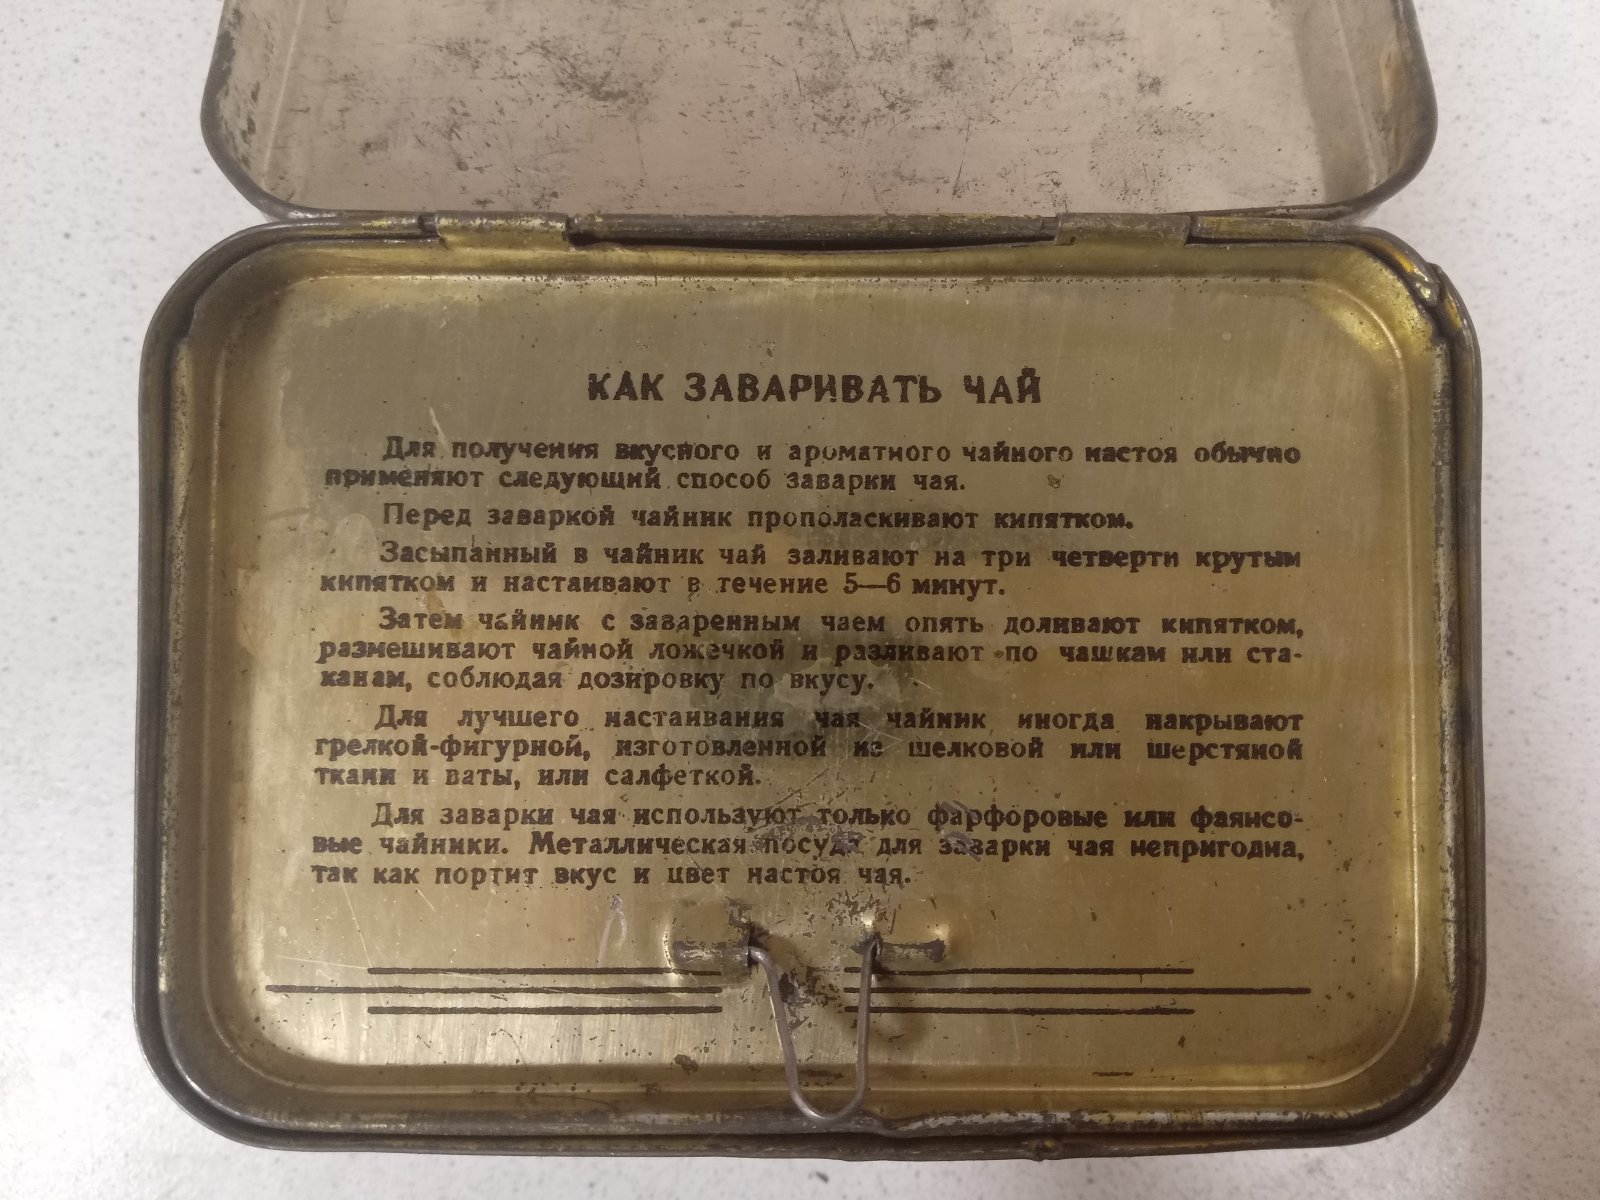 КАК ЗАВАРИВАТЬ ЧАЙ
Для получения вкусного и ароматного чайного настоя обычно
применяют следующий способ заварки чая.
Перед заваркой чайник прополаскивают кипятком.
Засыпанный в чайник чай заливают на три четверти крутым
кипятком и настаивают в течение 5—6 минут.
Затем чайник с заваренным чаем опять доливают кипятком,
размешивают чайной ложечкой и разливают по чашкам или ста-
канам, соблюдая дозировку по вкусу.
Для лучшего настаивания чая чайник иногда накрывают
грелкой-фигурной, изготовленной из шелковой или шерстяной
ткани и ваты, или салфеткой.
Для заварки чая используют только фарфоровые или фаянсо-
вые чайники. Металлическая посуда для заварки чая непригодна,
так как портит вкус и цвет настоя чая.